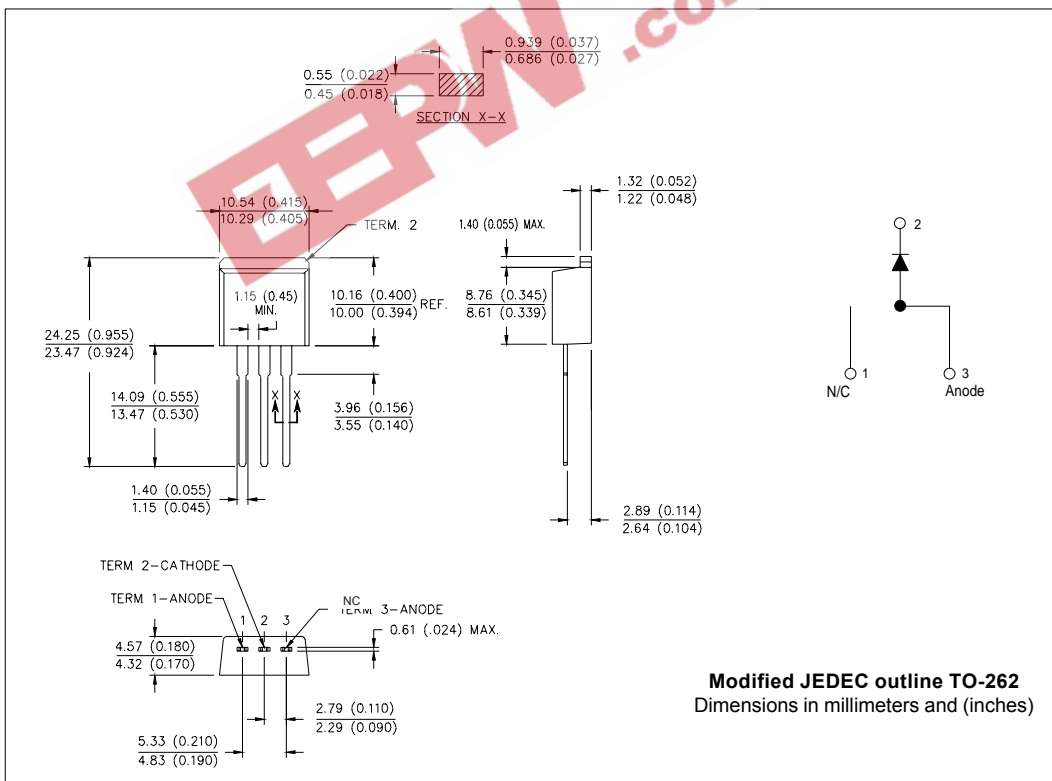 EEPW .com
0.939 (0.037)
0.686 (0.027)
0.55 (0.022)
0.45 (0.018)
SECTION X-X
10.54 (0.415)
10.29 (0.405)
TERM. 2
1.32 (0.052)
1.22 (0.048)
1.40 (0.055) MAX.
2
1.15 (0.45)
MIN.
10.16 (0.400)
10.00 (0.394)
REF.
8.76 (0.345)
8.61 (0.339)
24.25 (0.955)
23.47 (0.924)
14.09 (0.555)
13.47 (0.530)
X X
3.96 (0.156)
3.55 (0.140)
1
N/C
3
Anode
1.40 (0.055)
1.15 (0.045)
2.89 (0.114)
2.64 (0.104)
TERM 2-CATHODE
TERM 1-ANODE
NC
TERM 3-ANODE
1 2 3
0.61 (.024) MAX.
4.57 (0.180)
4.32 (0.170)
2.79 (0.110)
2.29 (0.090)
5.33 (0.210)
4.83 (0.190)
Modified JEDEC outline TO-262
Dimensions in millimeters and (inches)